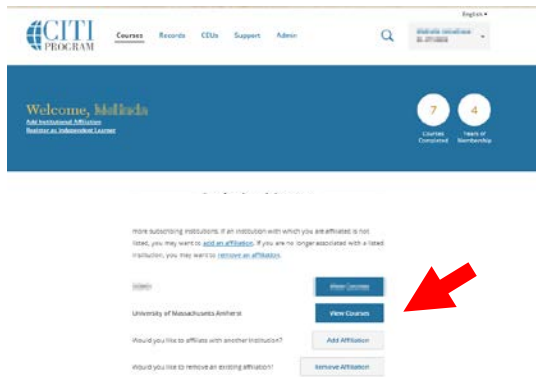 English
CITI
PROGRAM
Courses Records CEUs Support Admin
Welcome,
Add Institutional Affiliation
Register as Independent Learner
7 4
Courses Completed
Years of Membership
more subscribing institutions. If an institution with which you are affiliated is not
listed, you may want to add an affiliation. If you are no longer associated with a listed
institution, you may want to remove an affiliation.
View Courses
University of Massachusetts Amherst View Courses
Would you like to affiliate with another institution? Add Affiliation
Would you like to remove an existing affiliation? Remove Affiliation